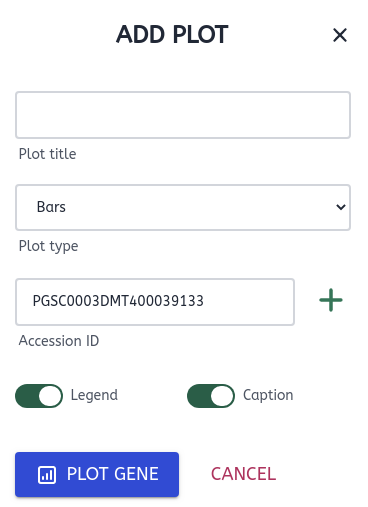 ADD PLOT
Plot title
Bars
Plot type
PGSC0003DMT400039133
Accession ID
Legend
Caption
PLOT GENE
CANCEL